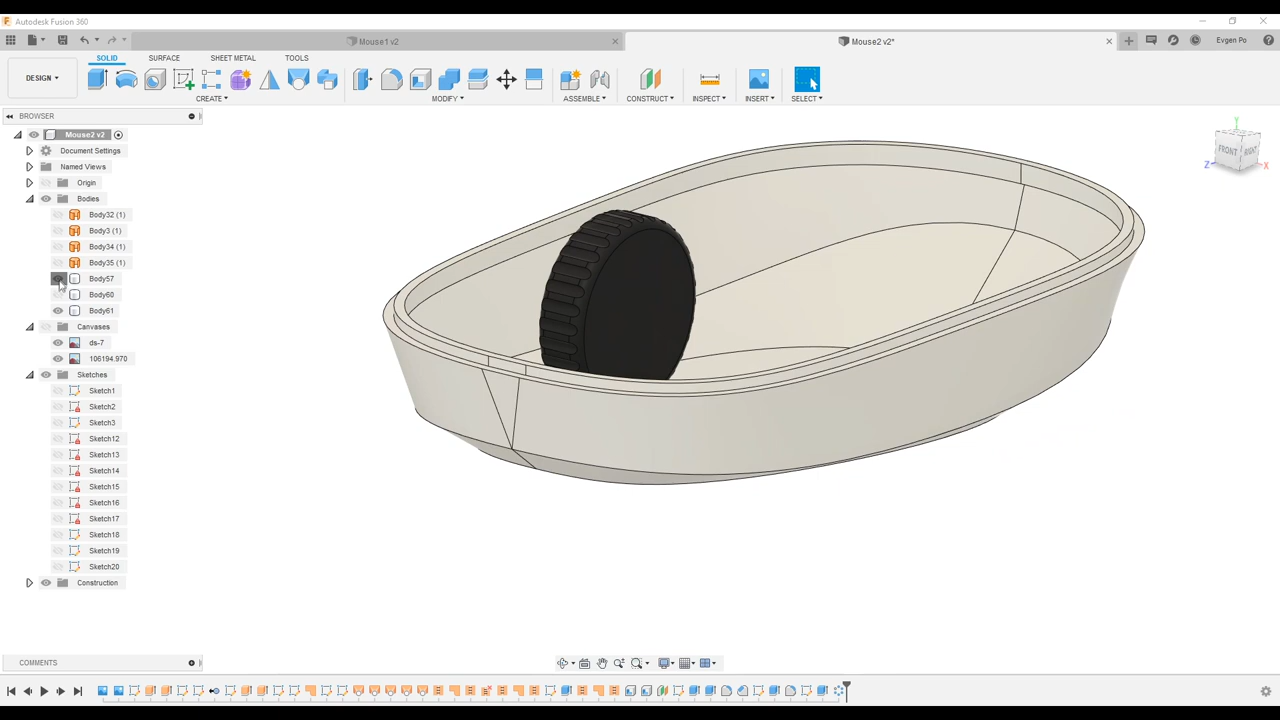 Autodesk Fusion 360
Mouse1 v2
Mouse2 v2*
Evgen Po
SOLID SURFACE SHEET METAL TOOLS
DESIGN
CREATE MODIFY ASSEMBLE CONSTRUCT INSPECT INSERT SELECT
BROWSER
Mouse2 v2
Document Settings
Named Views
Origin
Bodies
Body32 (1)
Body3 (1)
Body34 (1)
Body35 (1)
Body57
Body60
Body61
Canvases
ds-7
106194.970
Sketches
Sketch1
Sketch2
Sketch3
Sketch12
Sketch13
Sketch14
Sketch15
Sketch16
Sketch17
Sketch18
Sketch19
Sketch20
Construction
COMMENTS
Y
FRONT RIGHT
Z X